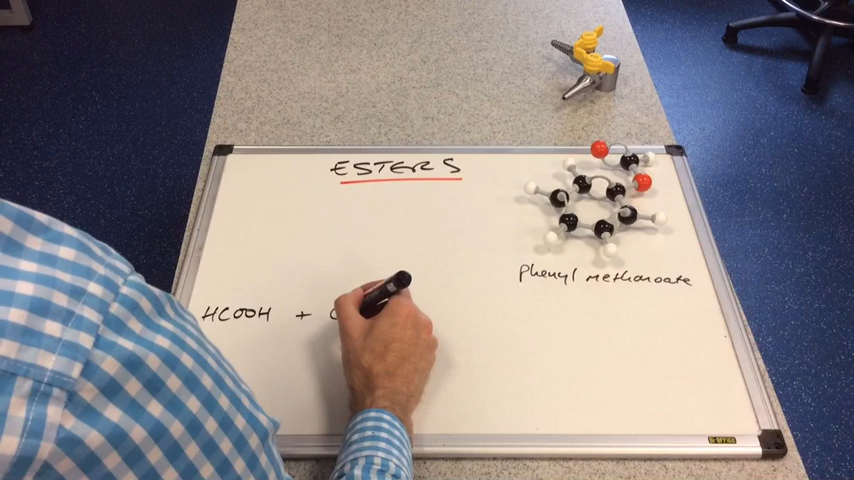 ESTERS
phenyl methanoate
HCOOH + C